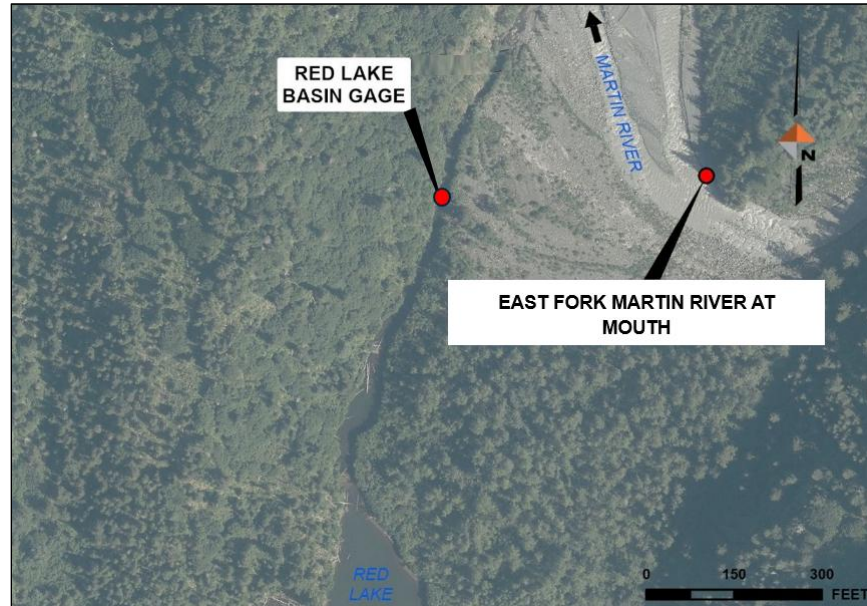 RED LAKE
BASIN GAGE
MARTIN RIVER
N
EAST FORK MARTIN RIVER AT
MOUTH
RED
LAKE
0 150 300
FEET